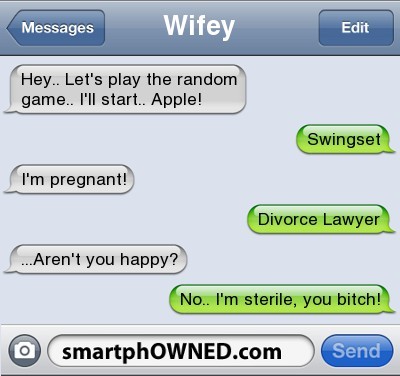 Messages
Wifey
Edit
Hey.. Let's play the random
game.. I'll start.. Apple!
Swingset
I'm pregnant!
Divorce Lawyer
...Aren't you happy?
No.. I'm sterile, you bitch!
smartphOWNED.com
Send